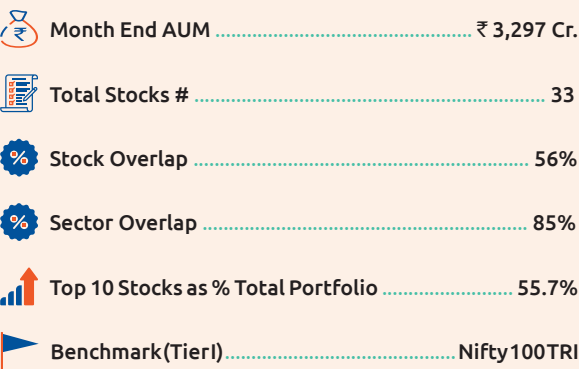 Month End AUM ........................................................ ₹ 3,297 Cr.
Total Stocks # ........................................................................... 33
Stock Overlap ....................................................................... 56%
Sector Overlap ..................................................................... 85%
Top 10 Stocks as % Total Portfolio ............................ 55.7%
Benchmark(TierI)..................................................Nifty100TRI